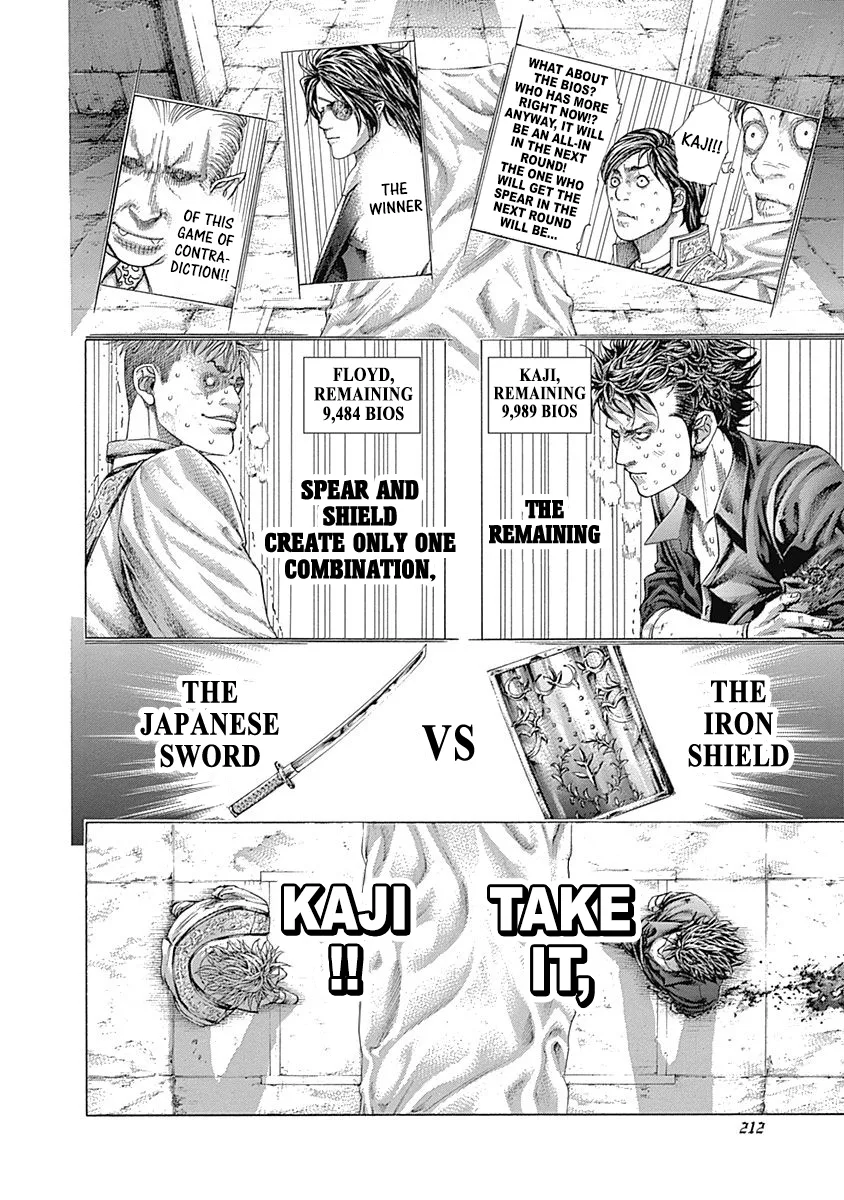 KAJI!!
WHAT ABOUT
THE BIOS?
WHO HAS MORE
RIGHT NOW!?
ANYWAY, IT WILL
BE AN ALL-IN
IN THE NEXT
ROUND!
THE ONE WHO
WILL GET THE
SPEAR IN THE
NEXT ROUND
WILL BE...
THE
WINNER
OF THIS
GAME OF
CONTRA-
DICTION!!
KAJI,
REMAINING
9,989 BIOS
THE
REMAINING
FLOYD,
REMAINING
9,484 BIOS
SPEAR AND
SHIELD
CREATE ONLY ONE
COMBINATION,
THE
IRON
SHIELD
VS
THE
JAPANESE
SWORD
TAKE
IT,
KAJI
!!
212